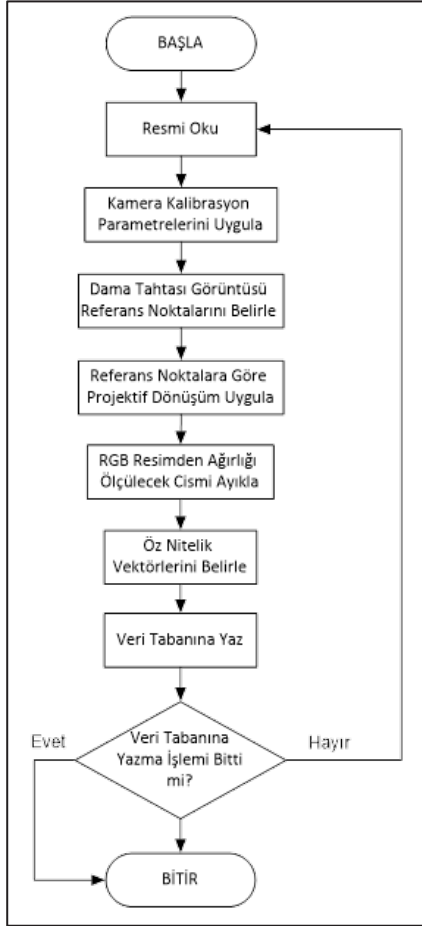 BAŞLA
Resmi Oku
Kamera Kalibrasyon
Parametrelerini Uygula
Dama Tahtası Görüntüsü
Referans Noktalarını Belirle
Referans Noktalara Göre
Projektif Dönüşüm Uygula
RGB Resimden Ağırlığı
Ölçülecek Cismi Ayıkla
Öz Nitelik
Vektörlerini Belirle
Veri Tabanına Yaz
Evet
Veri Tabanına
Yazma İşlemi Bitti
mi?
Hayır
BİTİR